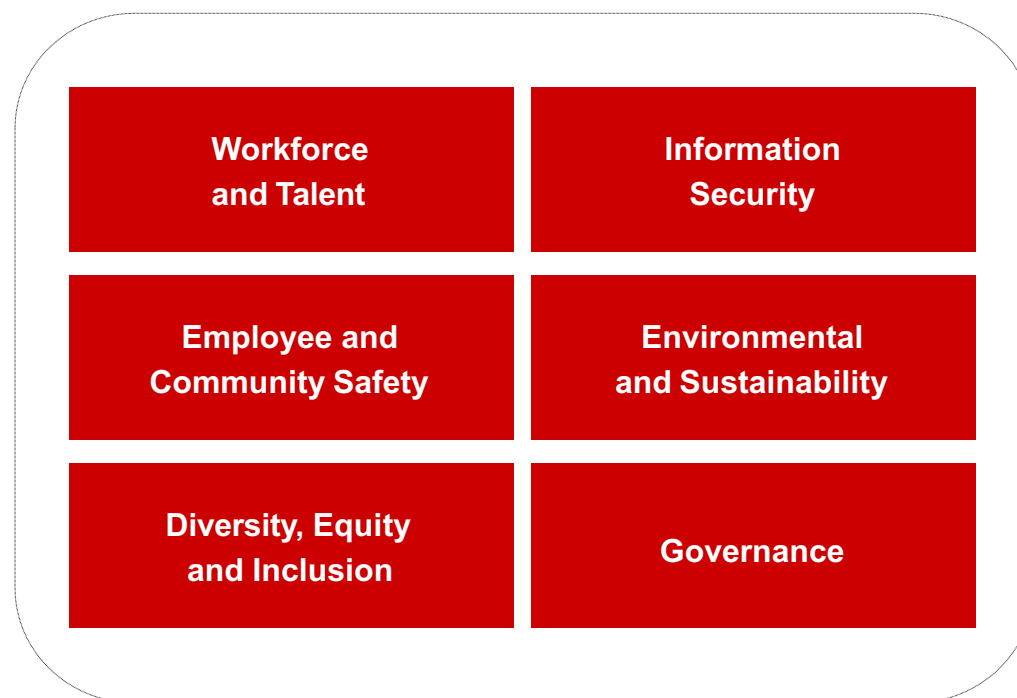 Workforce
and Talent
Information
Security
Employee and
Community Safety
Environmental
and Sustainability
Diversity, Equity
and Inclusion
Governance